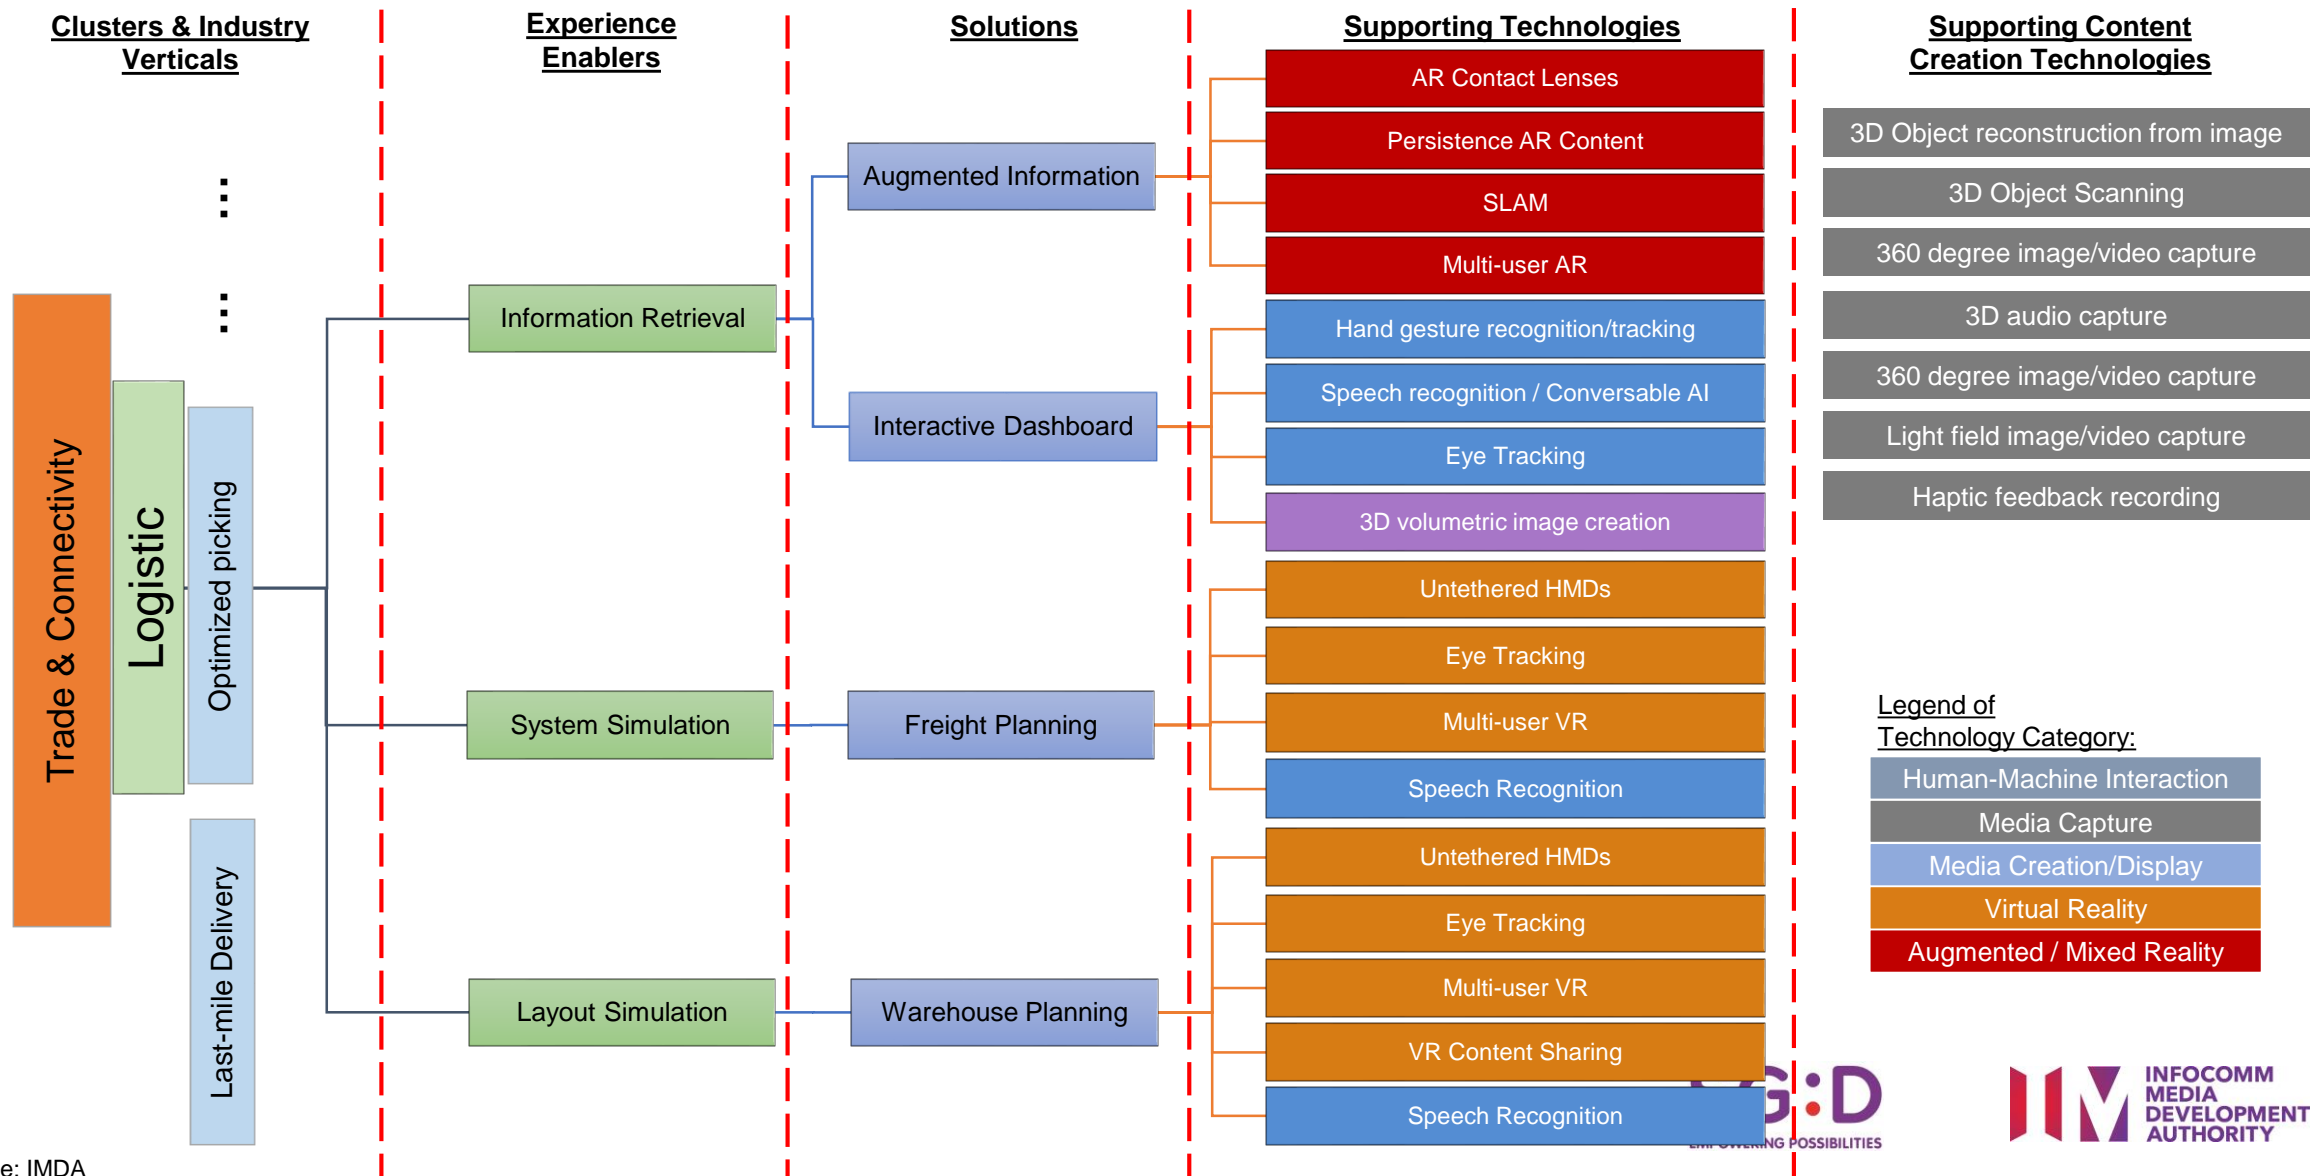 Clusters & Industry
Verticals
Experience
Enablers
Solutions
Supporting Technologies
Supporting Content
Creation Technologies
...
...
Trade & Connectivity
Logistic
Optimized picking
Last-mile Delivery
Information Retrieval
System Simulation
Layout Simulation
Augmented Information
Interactive Dashboard
Freight Planning
Warehouse Planning
AR Contact Lenses
Persistence AR Content
SLAM
Multi-user AR
Hand gesture recognition/tracking
Speech recognition / Conversable AI
Eye Tracking
3D volumetric image creation
Untethered HMDs
Eye Tracking
Multi-user VR
Speech Recognition
Untethered HMDs
Eye Tracking
Multi-user VR
VR Content Sharing
Speech Recognition
3D Object reconstruction from image
3D Object Scanning
360 degree image/video capture
3D audio capture
360 degree image/video capture
Light field image/video capture
Haptic feedback recording
Legend of
Technology Category:
Human-Machine Interaction
Media Capture
Media Creation/Display
Virtual Reality
Augmented / Mixed Reality
G:D
POSSIBILITIES
INFOCOMM
MEDIA
DEVELOPMENT
AUTHORITY
e: IMDA